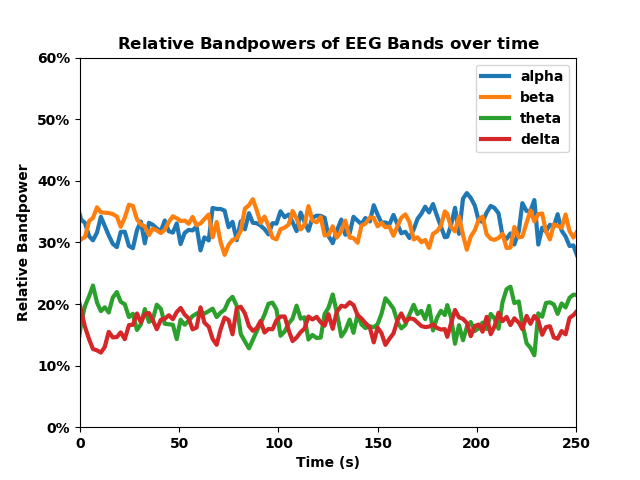 Relative Bandpowers of EEG Bands over time
60%
50%
40%
30%
20%
10%
0%
Relative Bandpower
alpha
beta
theta
delta
0 50 100 150 200 250
Time (s)